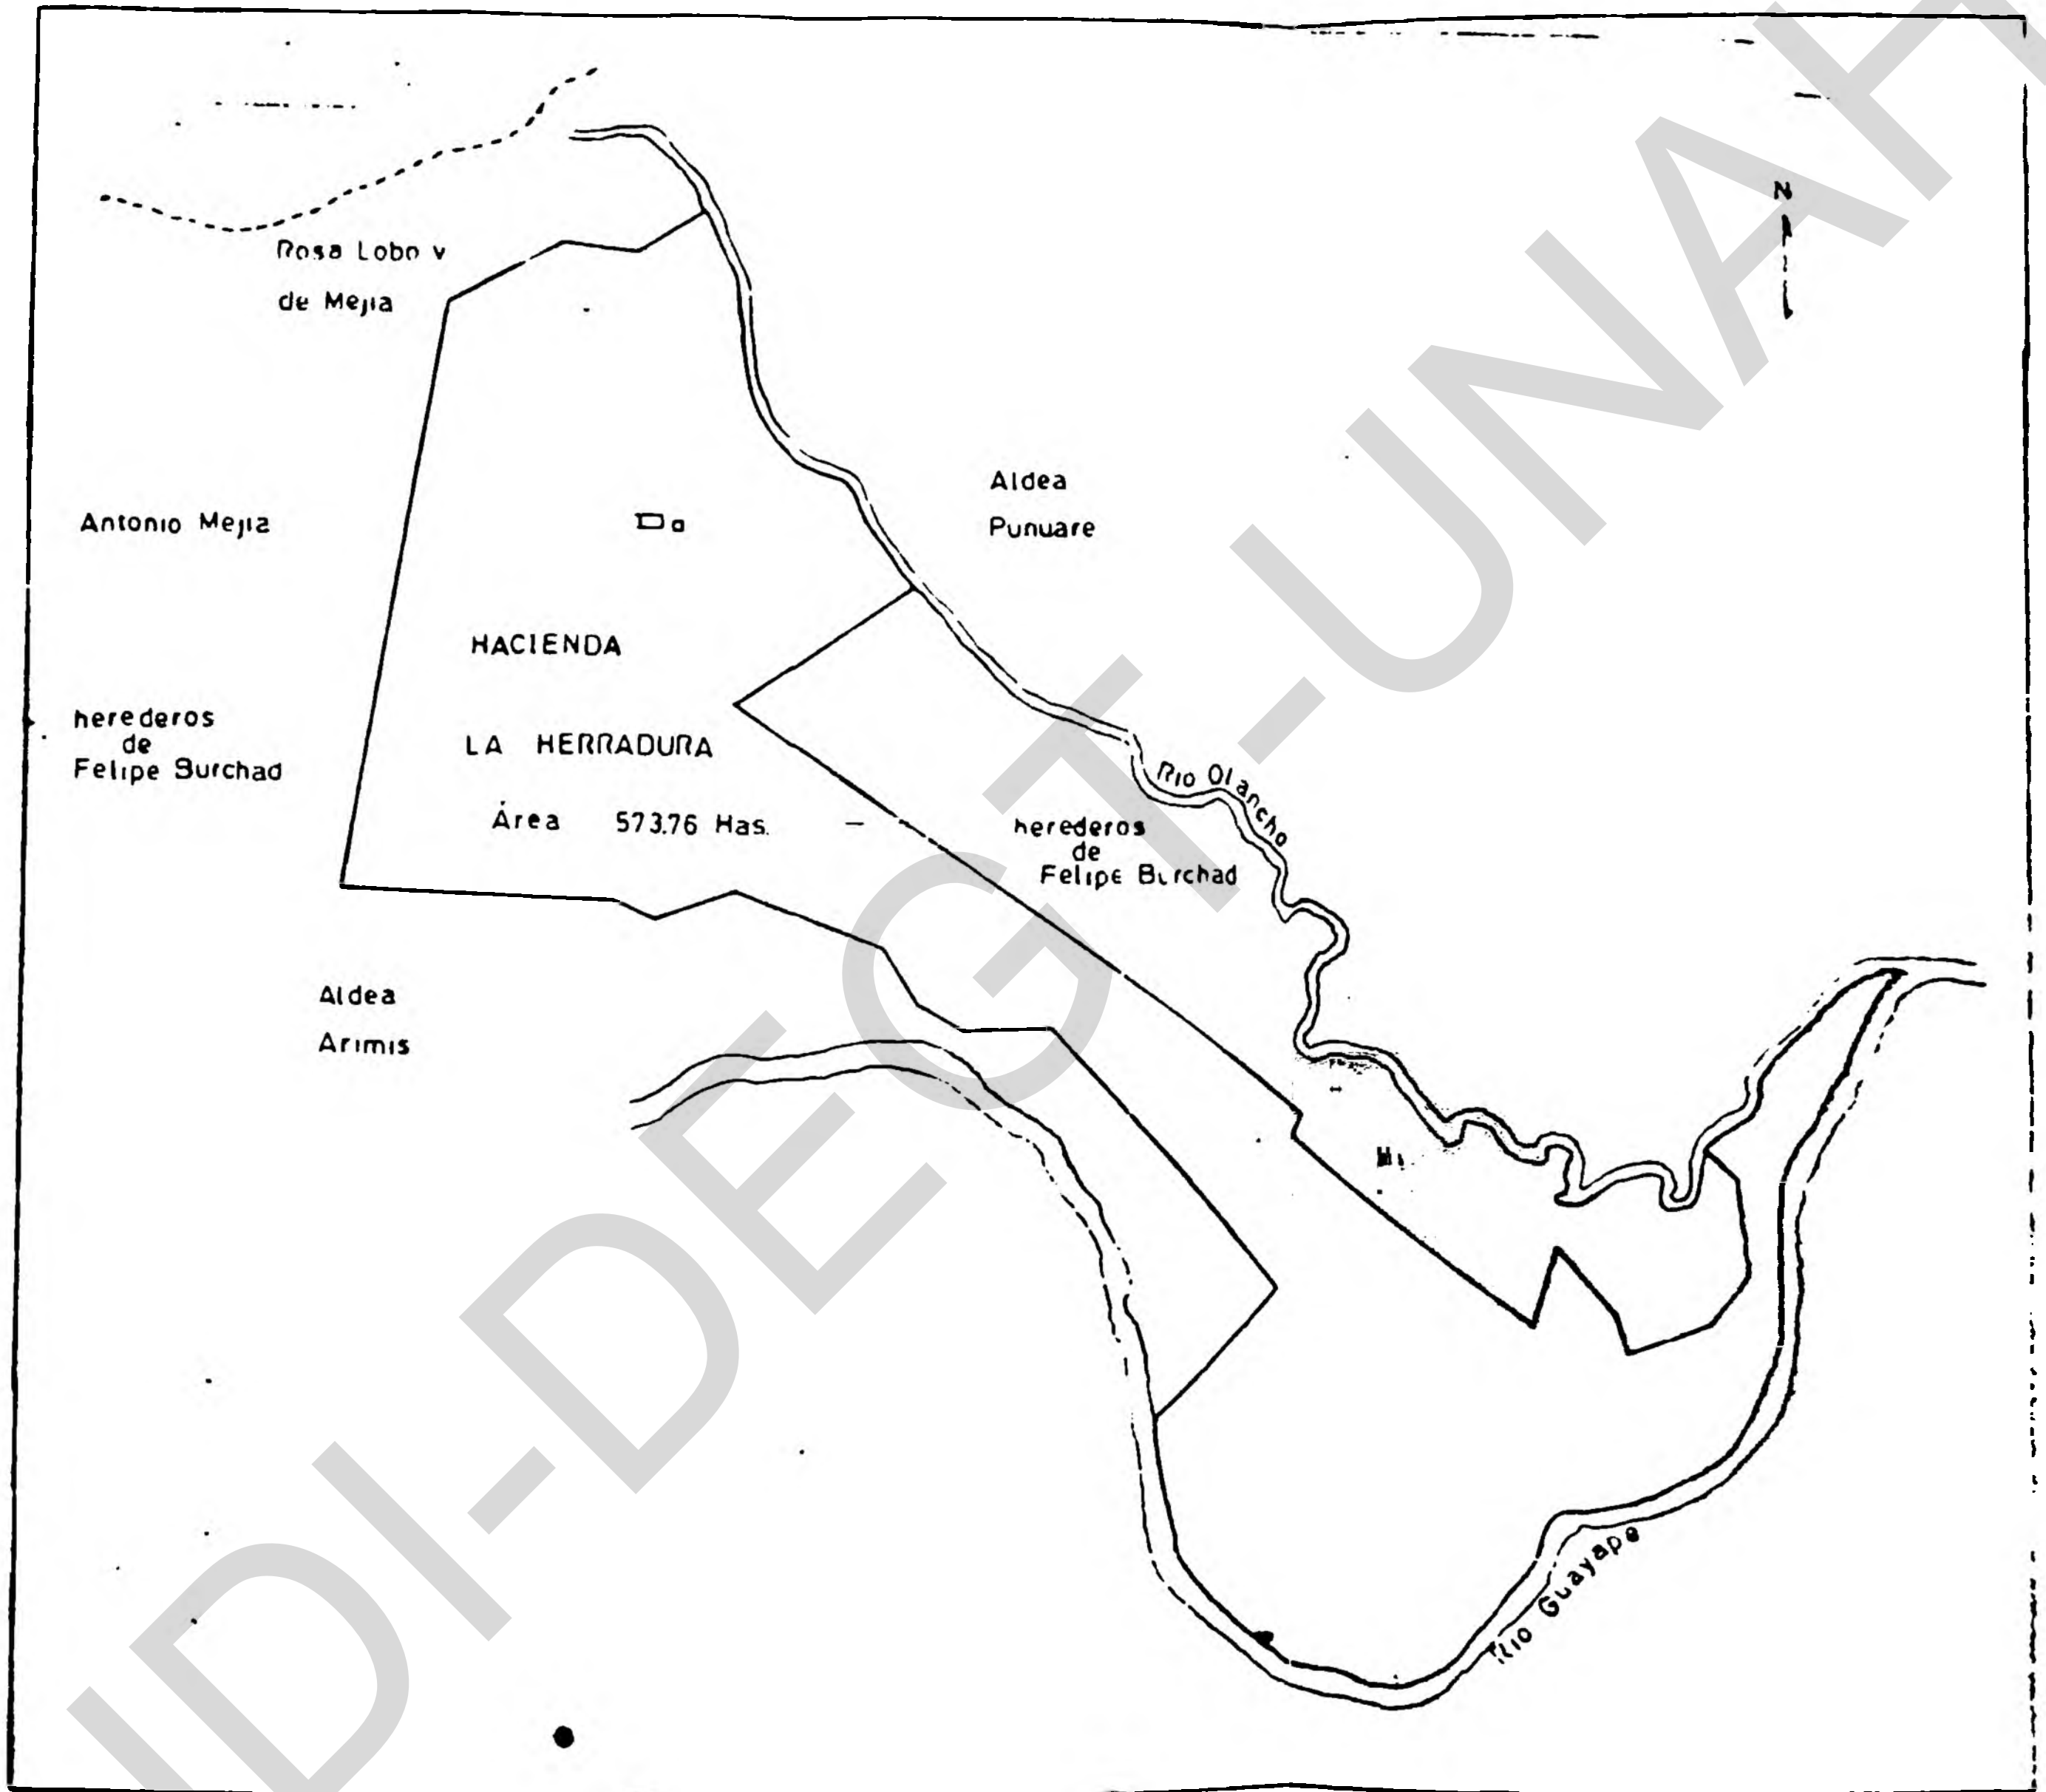 N
Rosa Lobo v
de Mejia
Antonio Mejia
Aldea
Punuare
HACIENDA
LA HERRADURA
Área 573.76 Has.
herederos
de
Felipe Burchad
Rio Olancho
herederos
de
Felipe Burchad
Aldea
Arimis
Rio Guayape
UDI-DEGT-UNAH